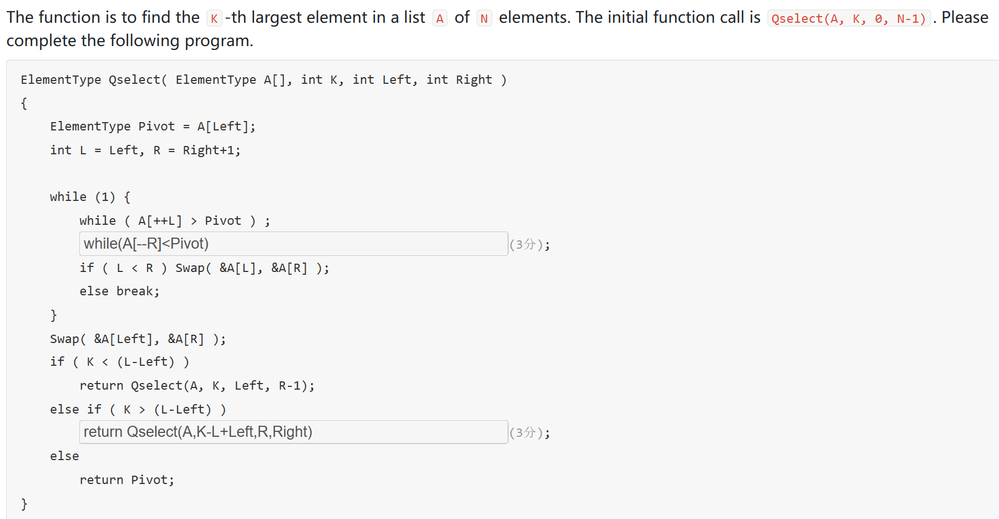 The function is to find the K -th largest element in a list A of N elements. The initial function call is Qselect(A, K, 0, N-1) . Please
complete the following program.
ElementType Qselect( ElementType A[], int K, int Left, int Right )
{
ElementType Pivot = A[Left];
int L = Left, R = Right+1;
while (1) {
while ( A[++L] > Pivot ) ;
while(A[--R]<Pivot) (3分);
if ( L < R ) Swap( &A[L], &A[R] );
else break;
}
Swap( &A[Left], &A[R] );
if ( K < (L-Left) )
return Qselect(A, K, Left, R-1);
else if ( K > (L-Left) )
return Qselect(A,K-L+Left,R,Right) (3分);
else
return Pivot;
}